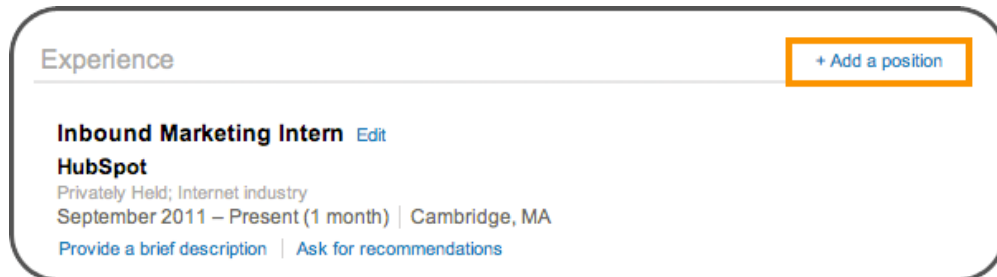 Experience
+ Add a position
Inbound Marketing Intern Edit
HubSpot
Privately Held; Internet industry
September 2011 – Present (1 month) | Cambridge, MA
Provide a brief description | Ask for recommendations